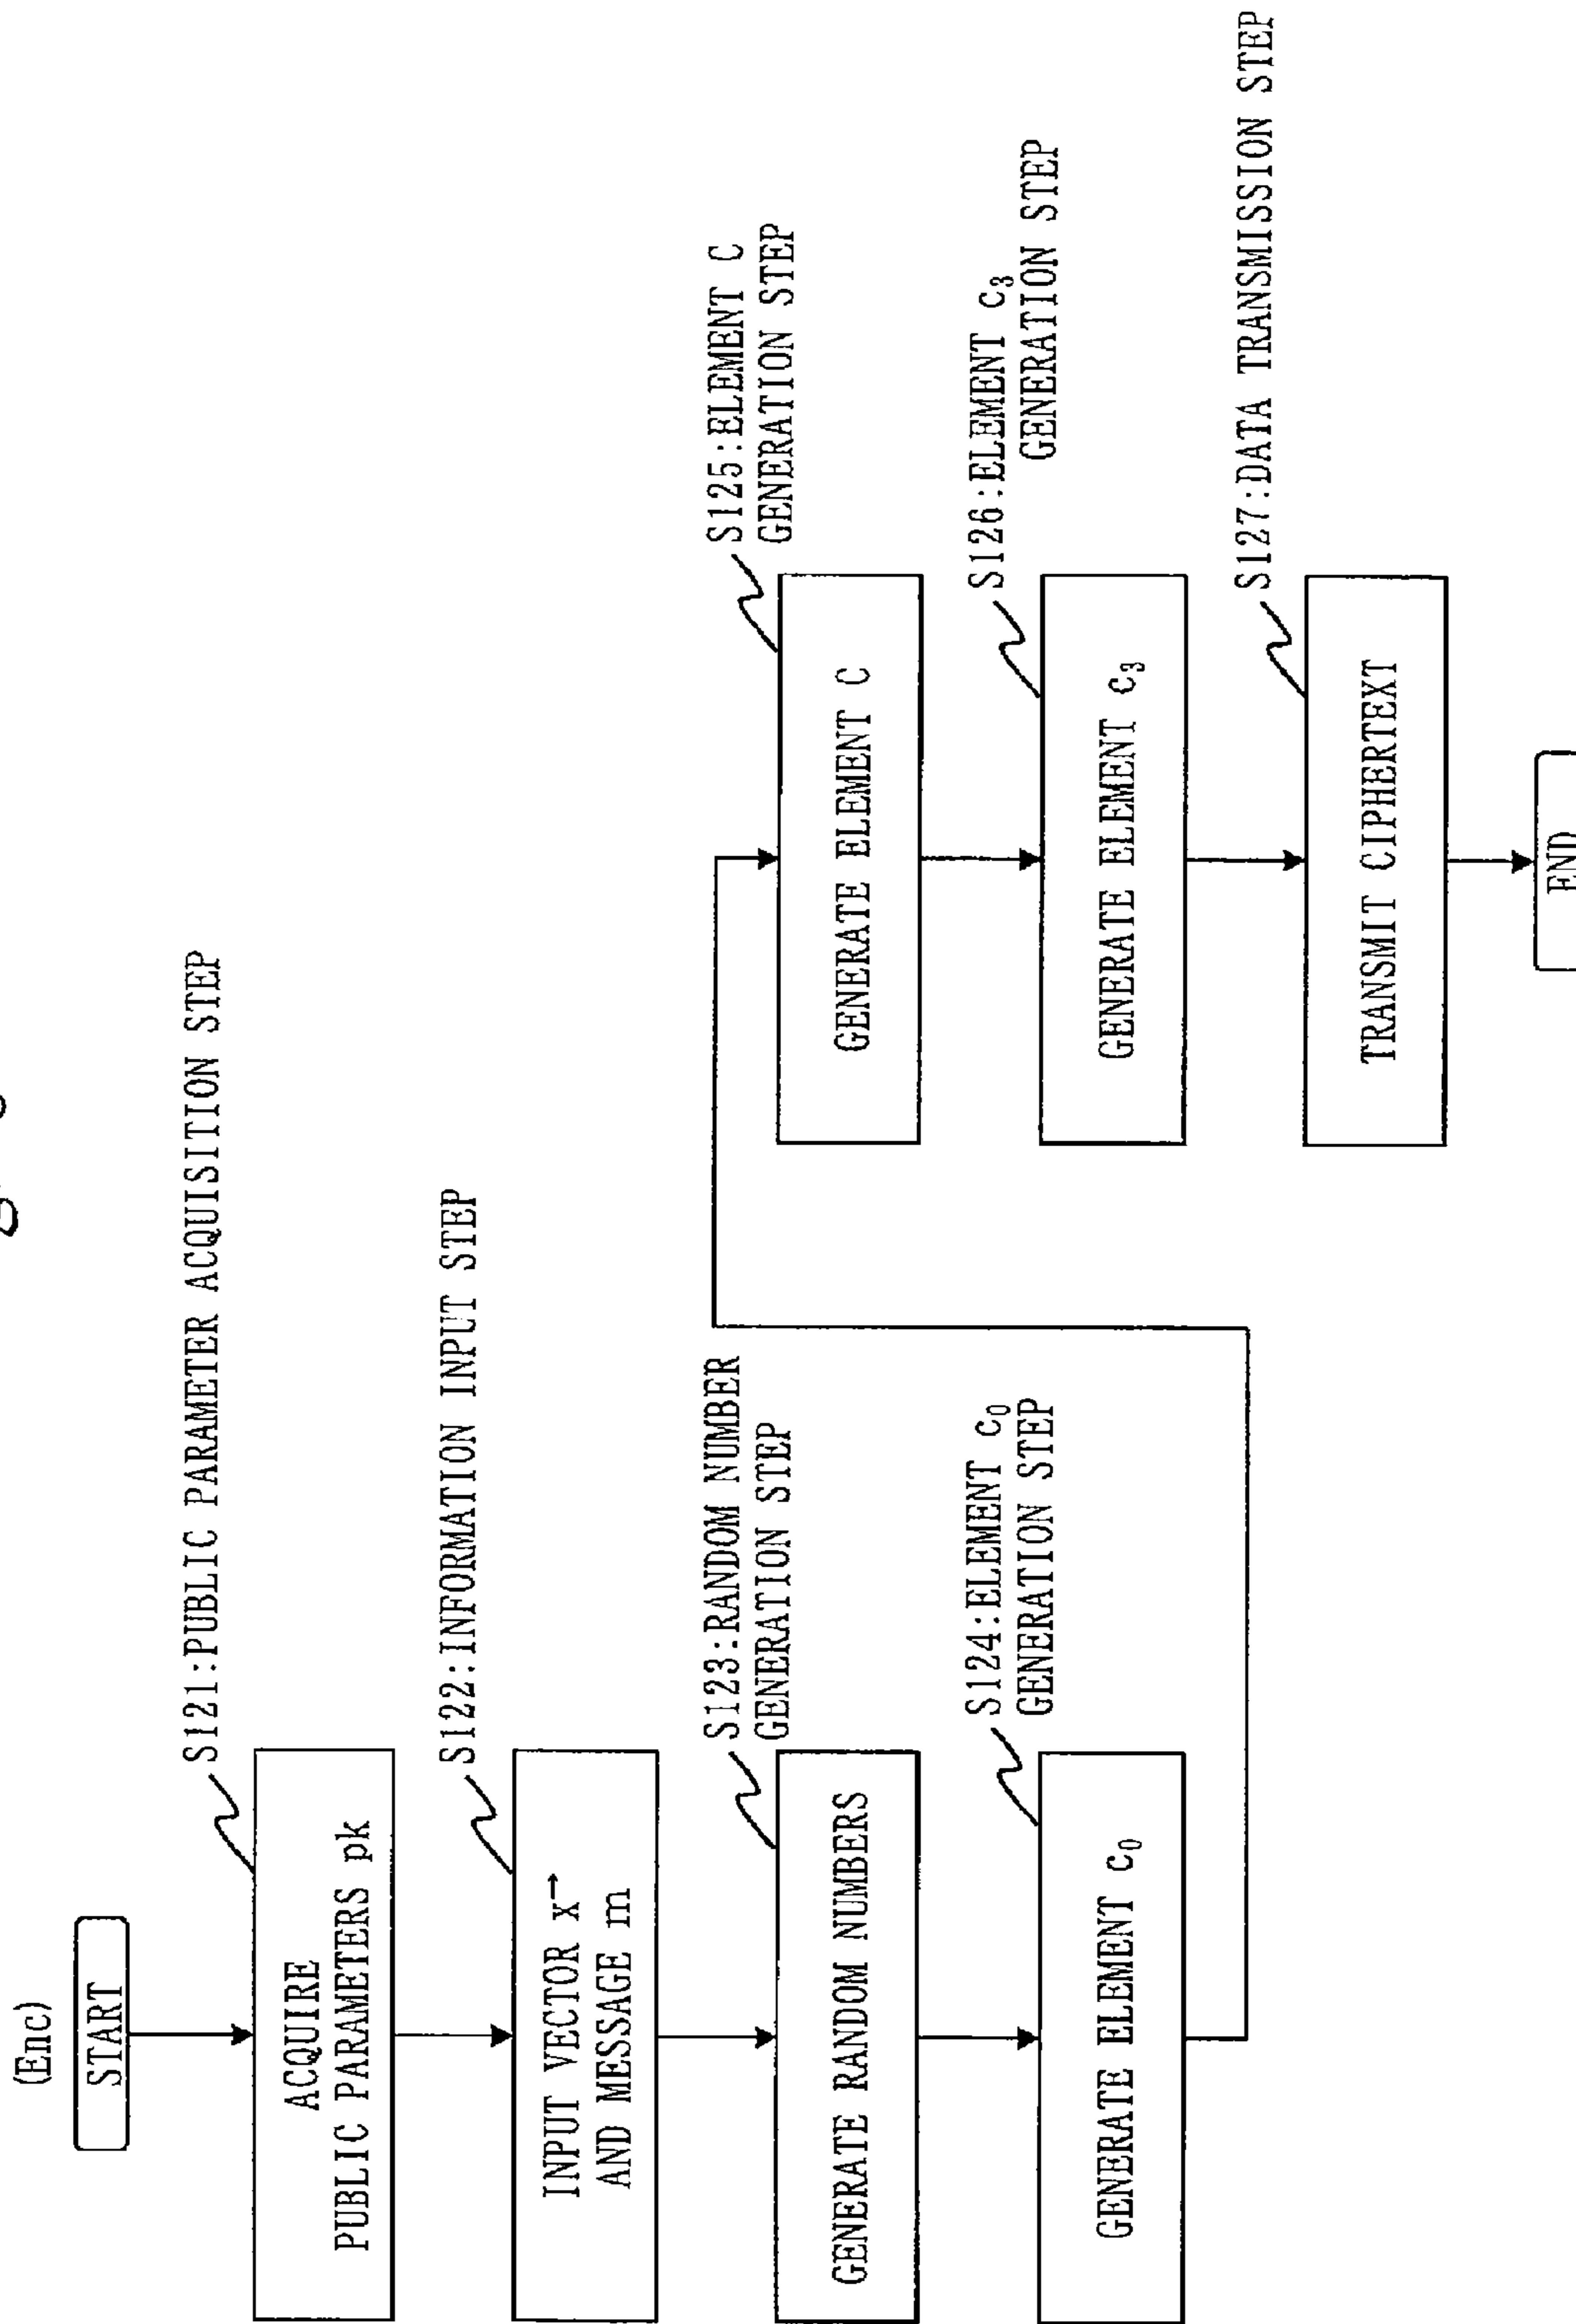 (Enc)
START
S121:PUBLIC PARAMETER ACQUISITION STEP
ACQUIRE
PUBLIC PARAMETERS pk
S122:INFORMATION INPUT STEP
INPUT VECTOR x→
AND MESSAGE m
S123:RANDOM NUMBER
GENERATION STEP
GENERATE RANDOM NUMBERS
S124:ELEMENT c₀
GENERATION STEP
GENERATE ELEMENT c₀
S125:ELEMENT C
GENERATION STEP
GENERATE ELEMENT C
S126:ELEMENT c₃
GENERATION STEP
GENERATE ELEMENT c₃
S127:DATA TRANSMISSION STEP
TRANSMIT CIPHERTEXT
END